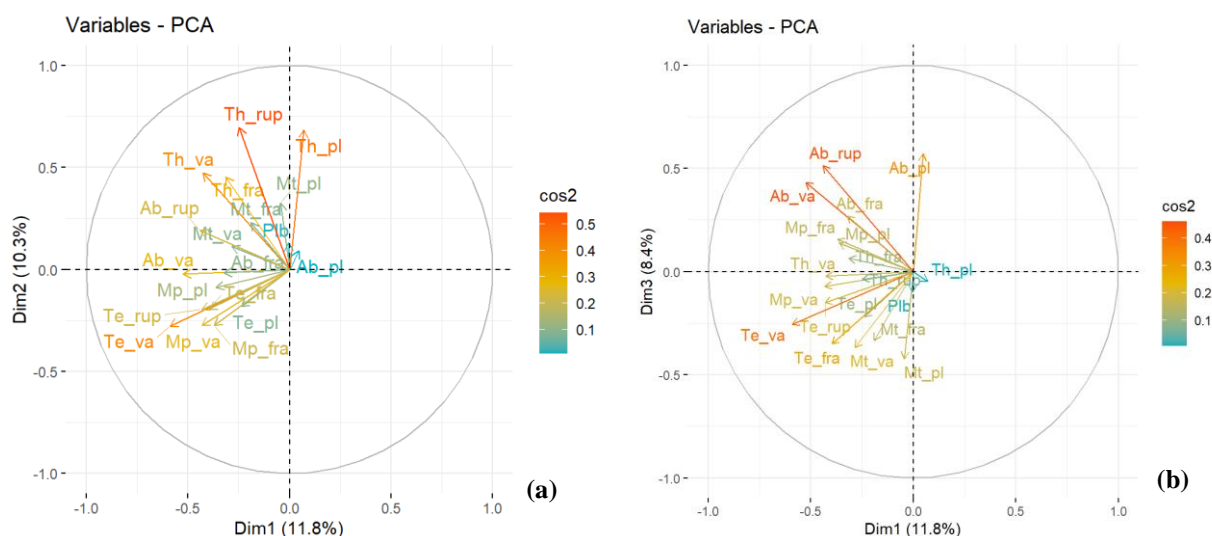 Variables - PCA
1.0
0.5
0.0
-0.5
-1.0
Dim2 (10.3%)
Th_rup
Th_pl
Th_va
Th_fra
Mt_pl
Ab_rup
Mt_fra
Plb
Mt_va
Ab_va
Ab_fra
Ab_pl
Mp_pl
Te_fra
Te_rup
Te_pl
Te_va
Mp_va
Mp_fra
-1.0 -0.5 0.0 0.5 1.0
Dim1 (11.8%)
cos2
0.5
0.4
0.3
0.2
0.1
(a)
Variables - PCA
1.0
0.5
0.0
-0.5
-1.0
Dim3 (8.4%)
Ab_rup
Ab_pl
Ab_va
Ab_fra
Mp_fra
Mp_pl
Th_fra
Th_va
Th_pl
Th_rup
Mp_va
Te_pl
Plb
Te_va
Te_rup
Mt_fra
Te_fra
Mt_va
Mt_pl
-1.0 -0.5 0.0 0.5 1.0
Dim1 (11.8%)
cos2
0.4
0.3
0.2
0.1
(b)